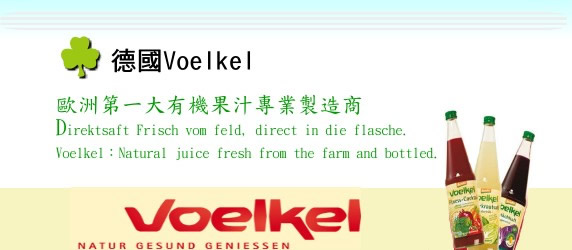 德國Voelkel
歐洲第一大有機果汁專業製造商
Direktsaft Frisch vom feld, direct in die flasche.
Voelkel：Natural juice fresh from the farm and bottled.
Voelkel
NATUR GESUND GENIESSEN